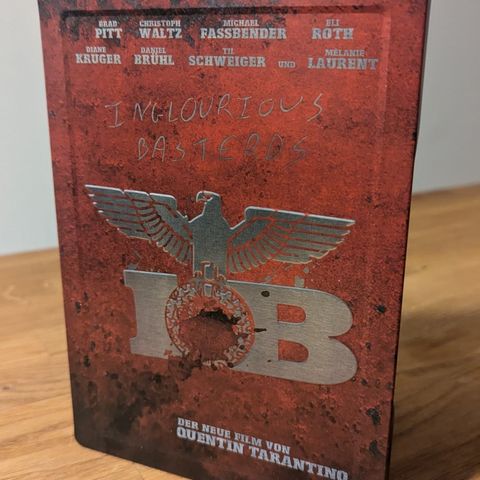 BRAD CHRISTOPH MICHAEL ELI
PITT WALTZ FASSBENDER ROTH
DIANE DANIEL TIL MÉLANIE
KRUGER BRÜHL SCHWEIGER UND LAURENT
INGLOURIOUS
BASTERDS
IB
DER NEUE FILM VON
QUENTIN TARANTINO